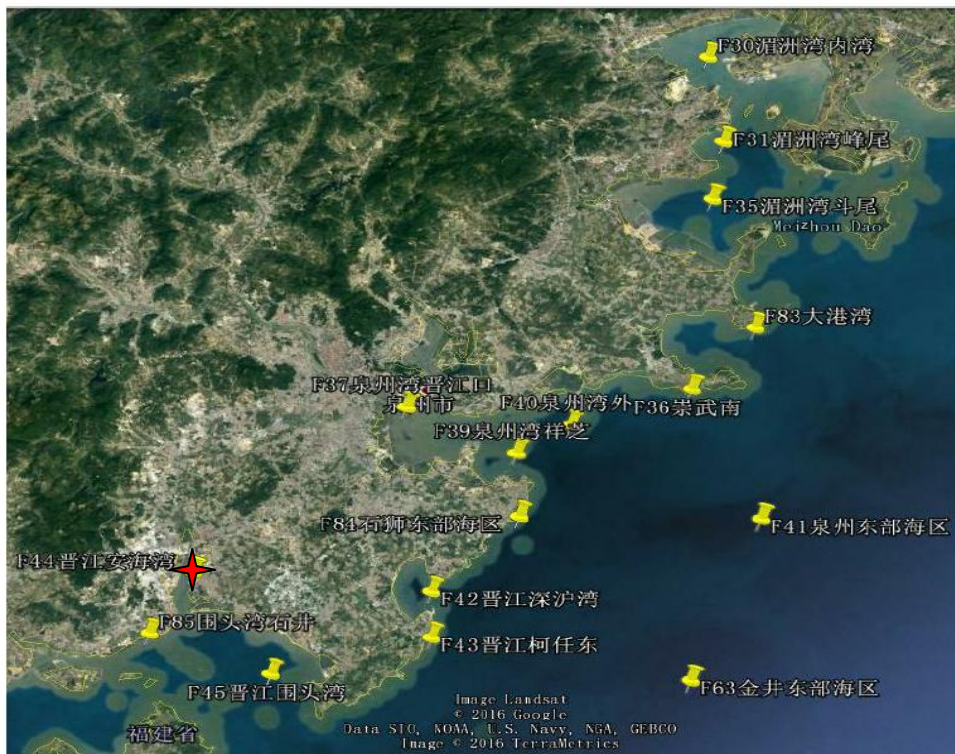 F30湄洲湾内湾
F31湄洲湾峰尾
F35湄洲湾斗尾
Meizhou Dao
F83大港湾
F37泉州湾晋江口
泉州市
F40泉州湾外
F36崇武南
F39泉州湾祥芝
F84石狮东部海区
F41泉州东部海区
F44晋江安海湾
F42晋江深沪湾
F85围头湾石井
F43晋江柯任东
F45晋江围头湾
F63金井东部海区
福建省
Image Landsat
© 2016 Google
Data SIO, NOAA, U.S. Navy, NGA, GEBCO
Image © 2016 TerraMetrics